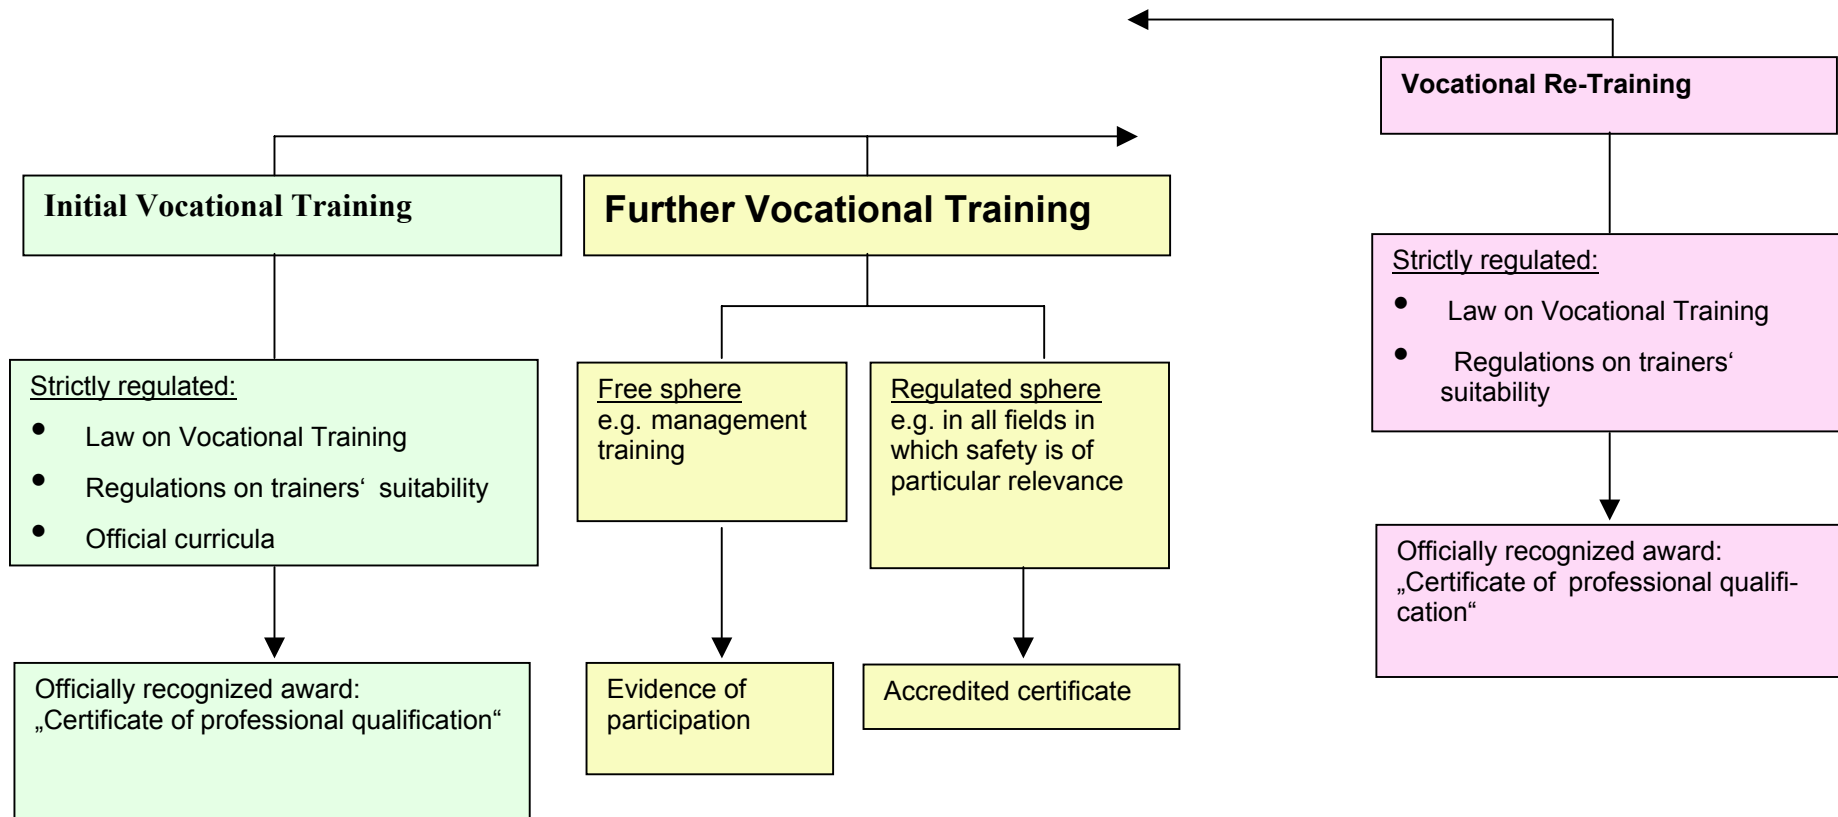 Vocational Re-Training
Initial Vocational Training
Further Vocational Training
Strictly regulated:
• Law on Vocational Training
• Regulations on trainers‘ suitability
• Official curricula
Free sphere
e.g. management
training
Regulated sphere
e.g. in all fields in
which safety is of
particular relevance
Strictly regulated:
• Law on Vocational Training
• Regulations on trainers‘
suitability
Officially recognized award:
„Certificate of professional qualification“
Evidence of
participation
Accredited certificate
Officially recognized award:
„Certificate of professional qualifi-
cation“